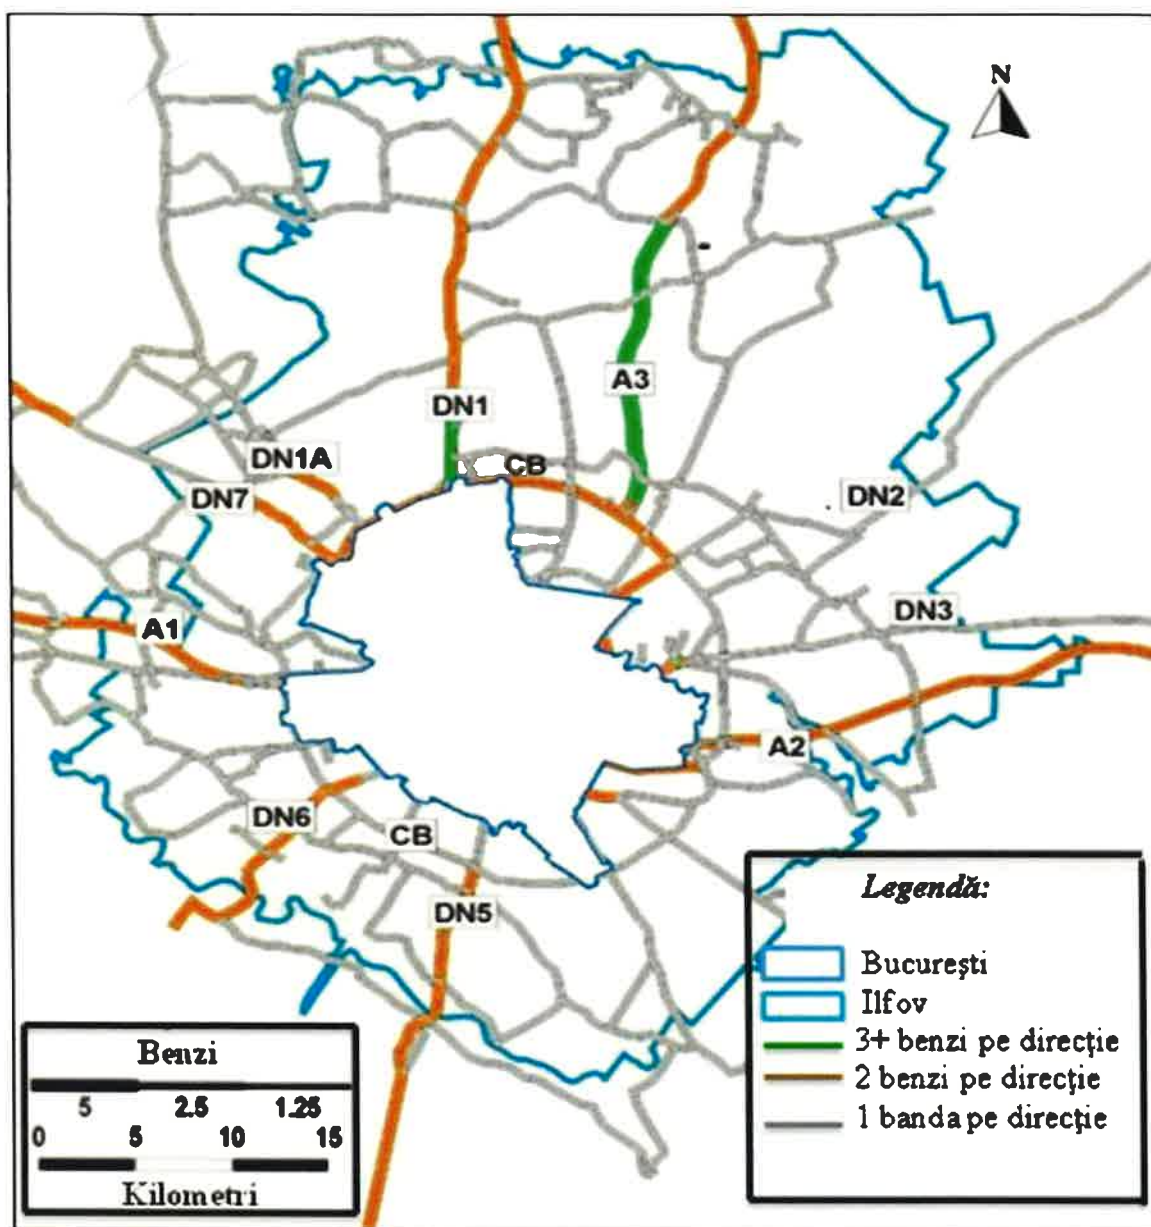 N
A3
DN1
DN1A
CB
DN7
DN2
DN3
A1
A2
DN6
CB
DN5
Legendă:
București
Ilfov
3+ benzi pe direcție
2 benzi pe direcție
1 banda pe direcție
Benzi
5 2.5 1.25
0 5 10 15
Kilometri